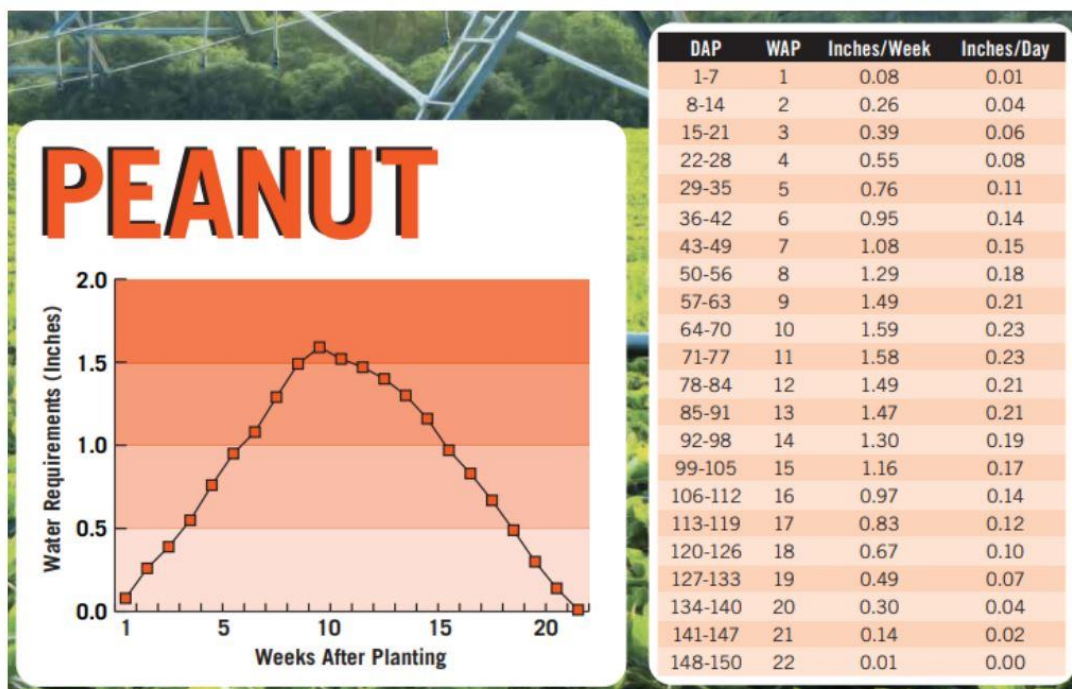 PEANUT
Water Requirements (Inches)
2.0
1.5
1.0
0.5
0.0
1 5 10 15 20
Weeks After Planting
DAP WAP Inches/Week Inches/Day
1-7 1 0.08 0.01
8-14 2 0.26 0.04
15-21 3 0.39 0.06
22-28 4 0.55 0.08
29-35 5 0.76 0.11
36-42 6 0.95 0.14
43-49 7 1.08 0.15
50-56 8 1.29 0.18
57-63 9 1.49 0.21
64-70 10 1.59 0.23
71-77 11 1.58 0.23
78-84 12 1.49 0.21
85-91 13 1.47 0.21
92-98 14 1.30 0.19
99-105 15 1.16 0.17
106-112 16 0.97 0.14
113-119 17 0.83 0.12
120-126 18 0.67 0.10
127-133 19 0.49 0.07
134-140 20 0.30 0.04
141-147 21 0.14 0.02
148-150 22 0.01 0.00